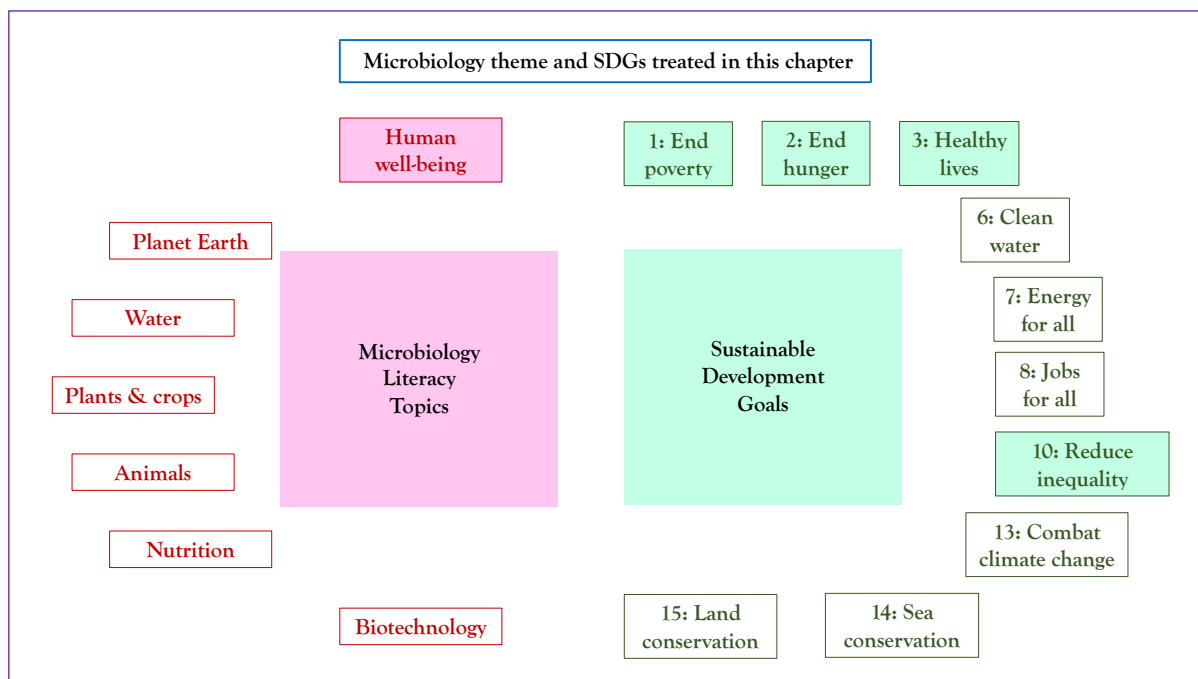 Microbiology theme and SDGs treated in this chapter
Human
well-being
1: End
poverty
2: End
hunger
3: Healthy
lives
Planet Earth
6: Clean
water
Water
7: Energy
for all
Microbiology
Literacy
Topics
Sustainable
Development
Goals
Plants & crops
8: Jobs
for all
Animals
10: Reduce
inequality
Nutrition
13: Combat
climate change
Biotechnology
15: Land
conservation
14: Sea
conservation